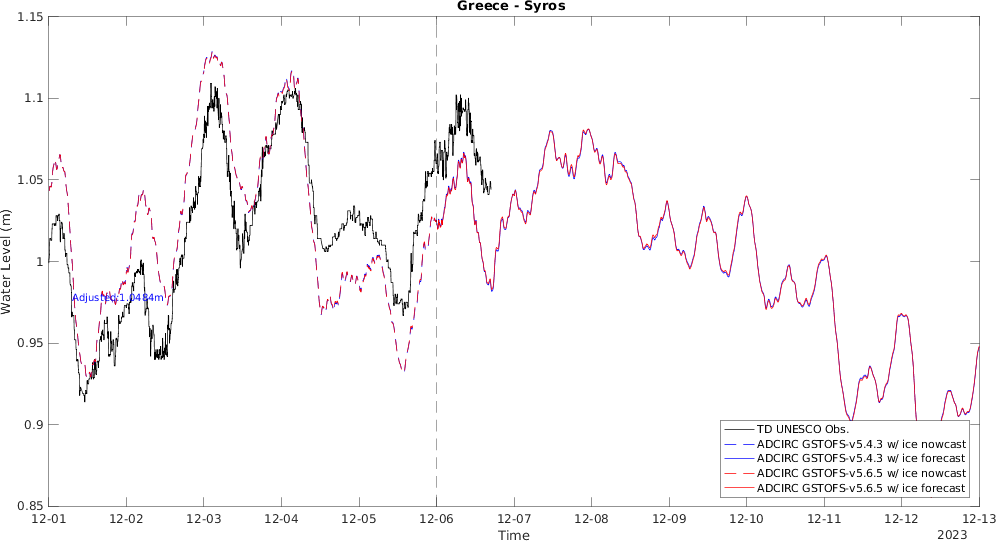 Greece - Syros
1.15
1.1
1.05
1
0.95
0.9
0.85
Water Level (m)
Adjusted:1.0484m
TD UNESCO Obs.
ADCIRC GSTOFS-v5.4.3 w/ ice nowcast
ADCIRC GSTOFS-v5.4.3 w/ ice forecast
ADCIRC GSTOFS-v5.6.5 w/ ice nowcast
ADCIRC GSTOFS-v5.6.5 w/ ice forecast
12-01 12-02 12-03 12-04 12-05 12-06 12-07 12-08 12-09 12-10 12-11 12-12 12-13
Time
2023